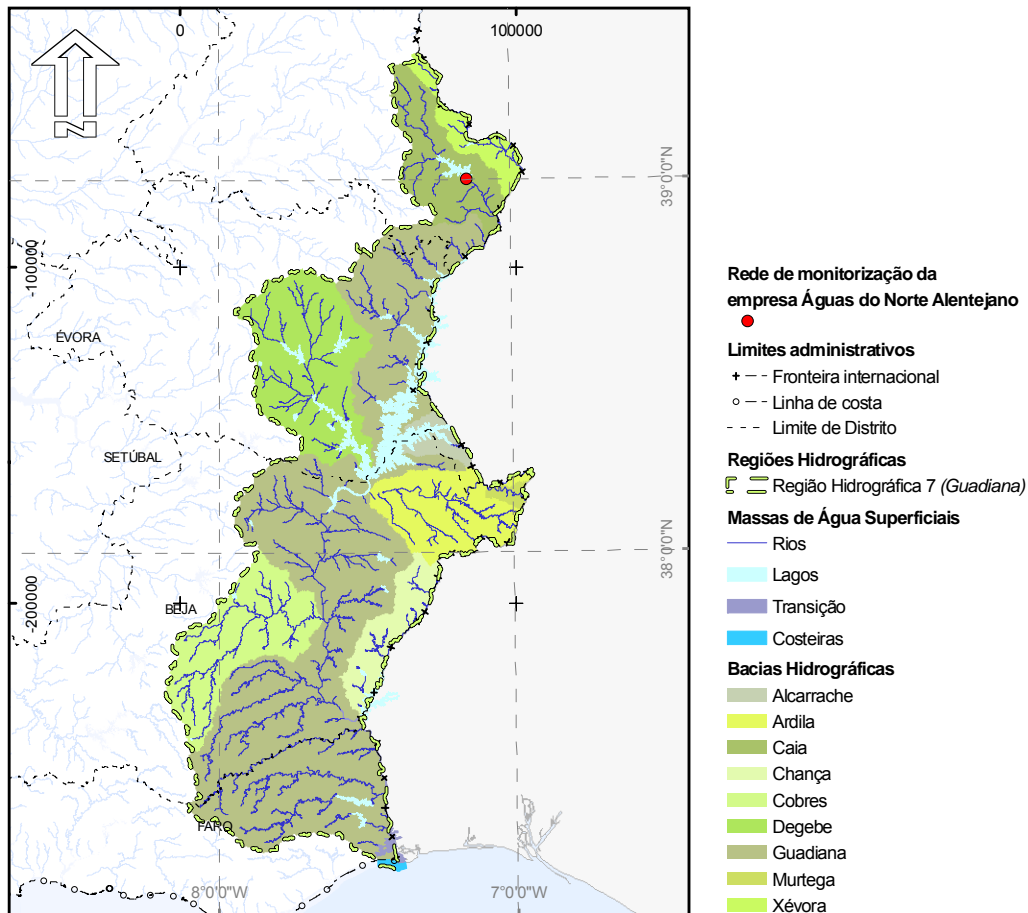 0
100000
39°0'0"N
-100000
ÉVORA
SETÚBAL
38°0'0"N
-200000
BEJA
FARO
8°0'0"W
7°0'0"W
N
Rede de monitorização da
empresa Águas do Norte Alentejano
Limites administrativos
Fronteira internacional
Linha de costa
Limite de Distrito
Regiões Hidrográficas
Região Hidrográfica 7 (Guadiana)
Massas de Água Superficiais
Rios
Lagos
Transição
Costeiras
Bacias Hidrográficas
Alcarrache
Ardila
Caia
Chança
Cobres
Degebe
Guadiana
Murtega
Xévora